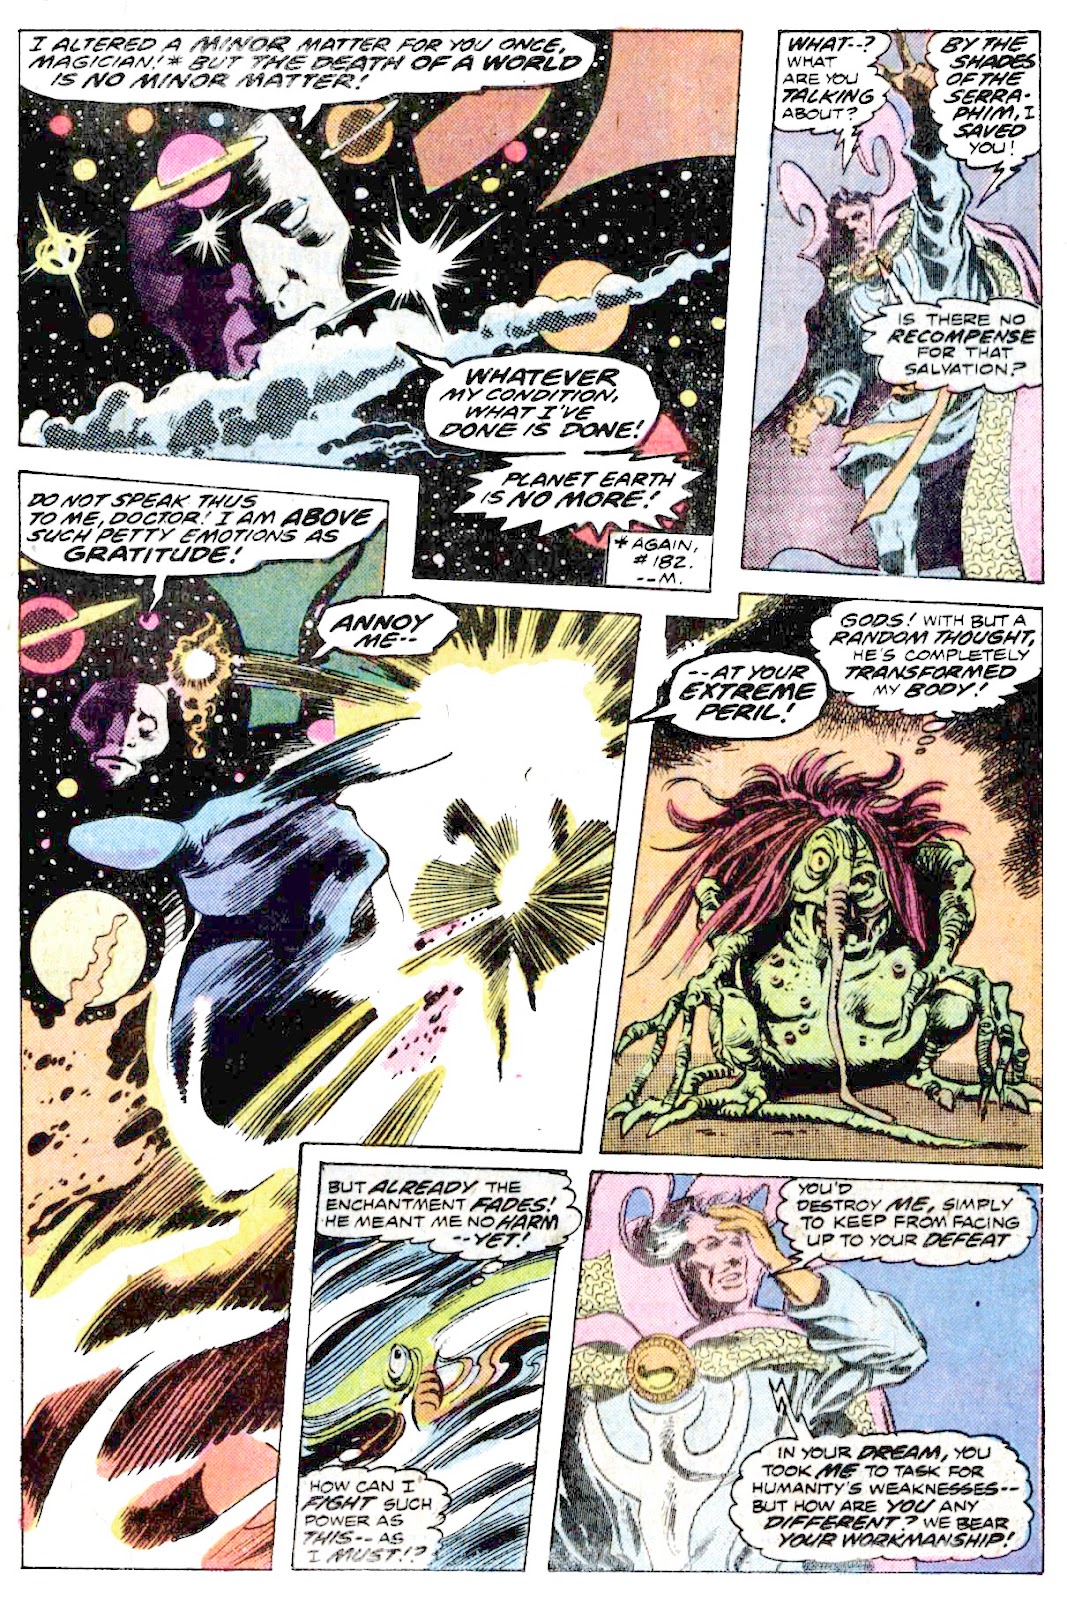 I ALTERED A MINOR MATTER FOR YOU ONCE,
MAGICIAN!* BUT THE DEATH OF A WORLD
IS NO MINOR MATTER!
WHATEVER
MY CONDITION,
WHAT I'VE
DONE IS DONE!
PLANET EARTH
IS NO MORE!
*AGAIN,
#182.
--M.
WHAT--?
WHAT
ARE YOU
TALKING
ABOUT?
BY THE
SHADES
OF THE
SERRA-
PHIM, I
SAVED
YOU!
IS THERE NO
RECOMPENSE
FOR THAT
SALVATION?
DO NOT SPEAK THUS
TO ME, DOCTOR! I AM ABOVE
SUCH PETTY EMOTIONS AS
GRATITUDE!
ANNOY
ME--
--AT YOUR
EXTREME
PERIL!
GODS! WITH BUT A
RANDOM THOUGHT,
HE'S COMPLETELY
TRANSFORMED
MY BODY!
BUT ALREADY THE
ENCHANTMENT FADES!
HE MEANT ME NO HARM
--YET!
HOW CAN I
FIGHT SUCH
POWER AS
THIS-- AS
I MUST!?
YOU'D
DESTROY ME, SIMPLY
TO KEEP FROM FACING
UP TO YOUR DEFEAT
IN YOUR DREAM, YOU
TOOK ME TO TASK FOR
HUMANITY'S WEAKNESSES--
BUT HOW ARE YOU ANY
DIFFERENT? WE BEAR
YOUR WORKMANSHIP!